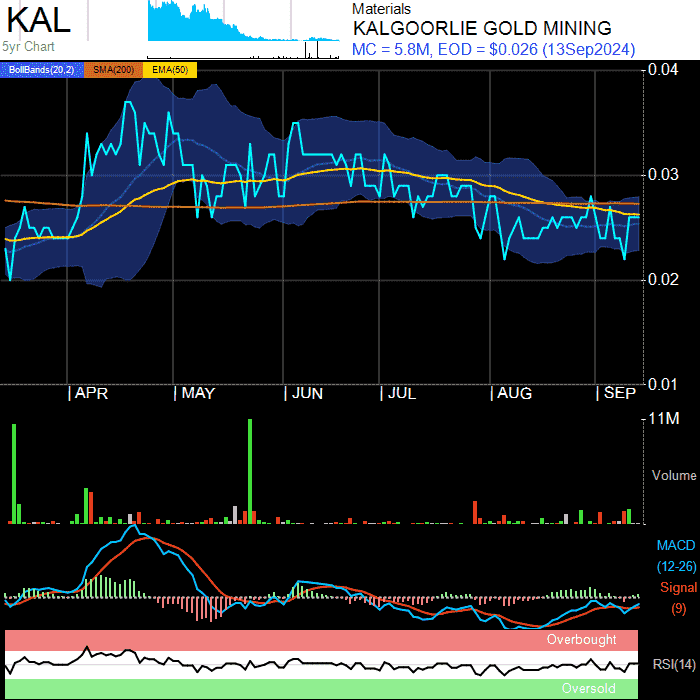 KAL
5yr Chart
Materials
KALGOORLIE GOLD MINING
MC = 5.8M, EOD = $0.026 (13Sep2024)
BollBands(20,2) SMA(200) EMA(50)
0.04
0.03
0.02
0.01
APR MAY JUN JUL AUG SEP
11M
Volume
MACD
(12-26)
Signal
(9)
Overbought
RSI(14)
Oversold